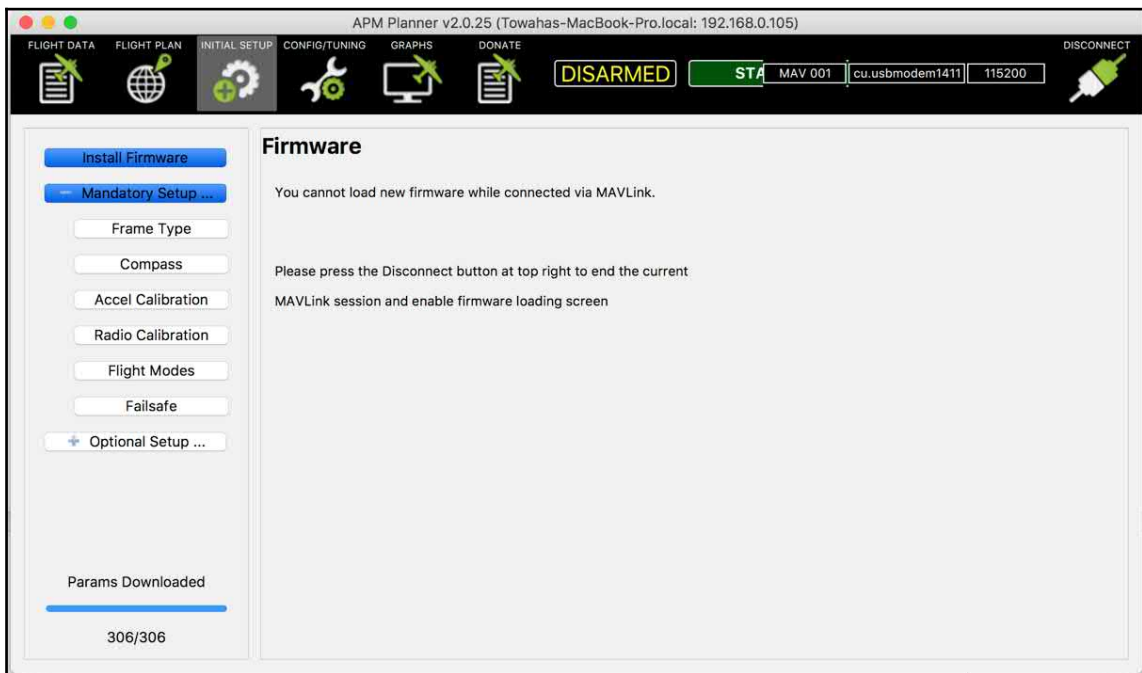 APM Planner v2.0.25 (Towahas-MacBook-Pro.local: 192.168.0.105)
FLIGHT DATA FLIGHT PLAN INITIAL SETUP CONFIG/TUNING GRAPHS DONATE DISCONNECT
DISARMED STA MAV 001 cu.usbmodem1411 115200
Install Firmware
Mandatory Setup ...
Frame Type
Compass
Accel Calibration
Radio Calibration
Flight Modes
Failsafe
Optional Setup ...
Params Downloaded
306/306
Firmware
You cannot load new firmware while connected via MAVLink.
Please press the Disconnect button at top right to end the current
MAVLink session and enable firmware loading screen